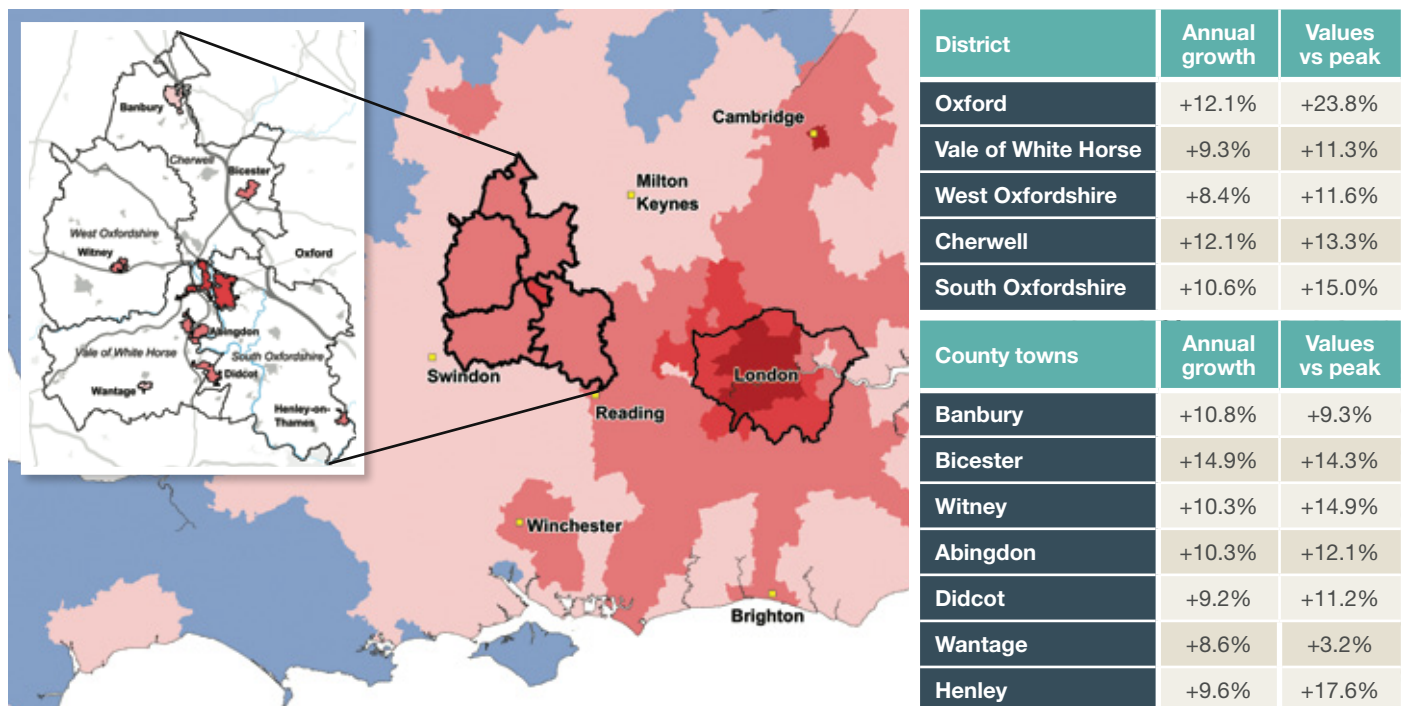 Banbury
Cherwell
Bicester
West Oxfordshire
Witney
Oxford
Abingdon
Vale of White Horse
South Oxfordshire
Didcot
Wantage
Henley-on-
Thames
Cambridge
Milton
Keynes
Swindon
London
Reading
Winchester
Brighton
District Annual growth Values vs peak
Oxford +12.1% +23.8%
Vale of White Horse +9.3% +11.3%
West Oxfordshire +8.4% +11.6%
Cherwell +12.1% +13.3%
South Oxfordshire +10.6% +15.0%
County towns Annual growth Values vs peak
Banbury +10.8% +9.3%
Bicester +14.9% +14.3%
Witney +10.3% +14.9%
Abingdon +10.3% +12.1%
Didcot +9.2% +11.2%
Wantage +8.6% +3.2%
Henley +9.6% +17.6%